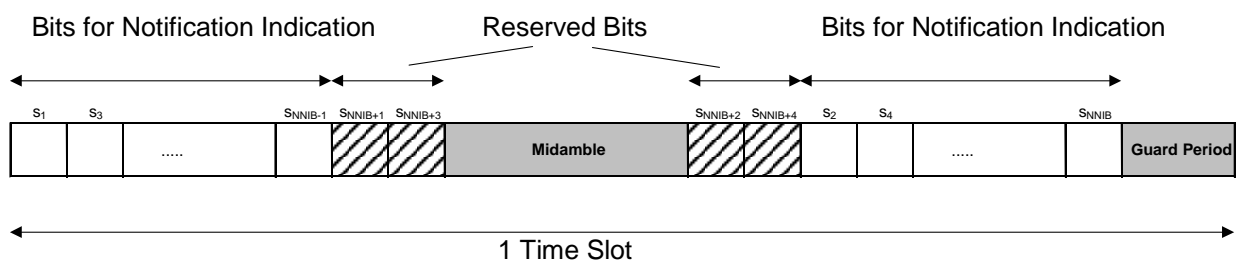 Bits for Notification Indication Reserved Bits Bits for Notification Indication
s1 s3 sNNIB-1 sNNIB+1 sNNIB+3 sNNIB+2 sNNIB+4 s2 s4 sNNIB
..... Midamble ..... Guard Period
1 Time Slot